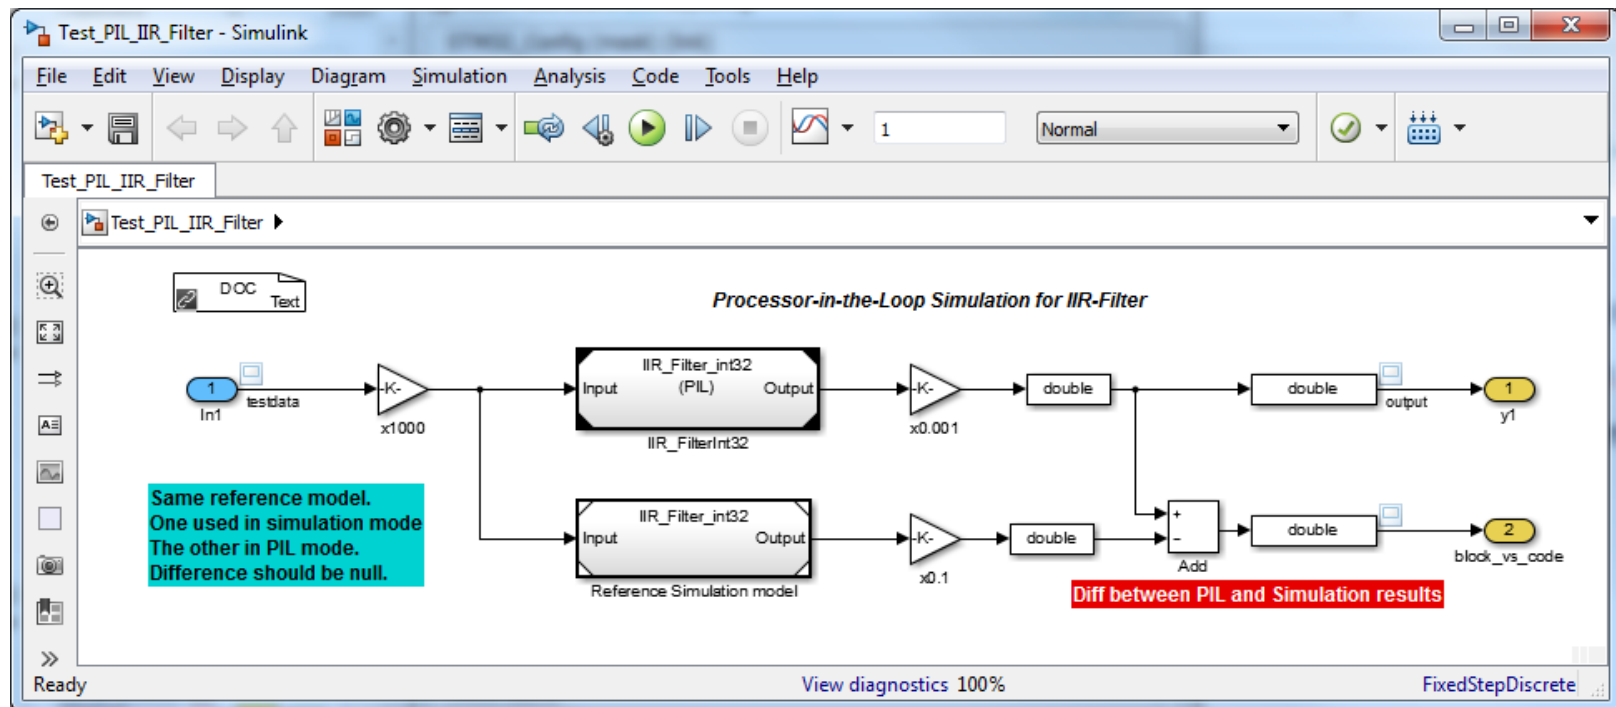 Test_PIL_IIR_Filter - Simulink
File Edit View Display Diagram Simulation Analysis Code Tools Help
1 Normal
Test_PIL_IIR_Filter
Test_PIL_IIR_Filter
DOC
Text
Processor-in-the-Loop Simulation for IIR-Filter
1
In1
testdata
-K-
x1000
IIR_Filter_int32
(PIL)
Input Output
IIR_FilterInt32
-K-
x0.001
double
double
output
1
y1
Same reference model.
One used in simulation mode
The other in PIL mode.
Difference should be null.
IIR_Filter_int32
Input Output
Reference Simulation model
-K-
x0.1
double
+
−
Add
double
2
block_vs_code
Diff between PIL and Simulation results
Ready View diagnostics 100% FixedStepDiscrete